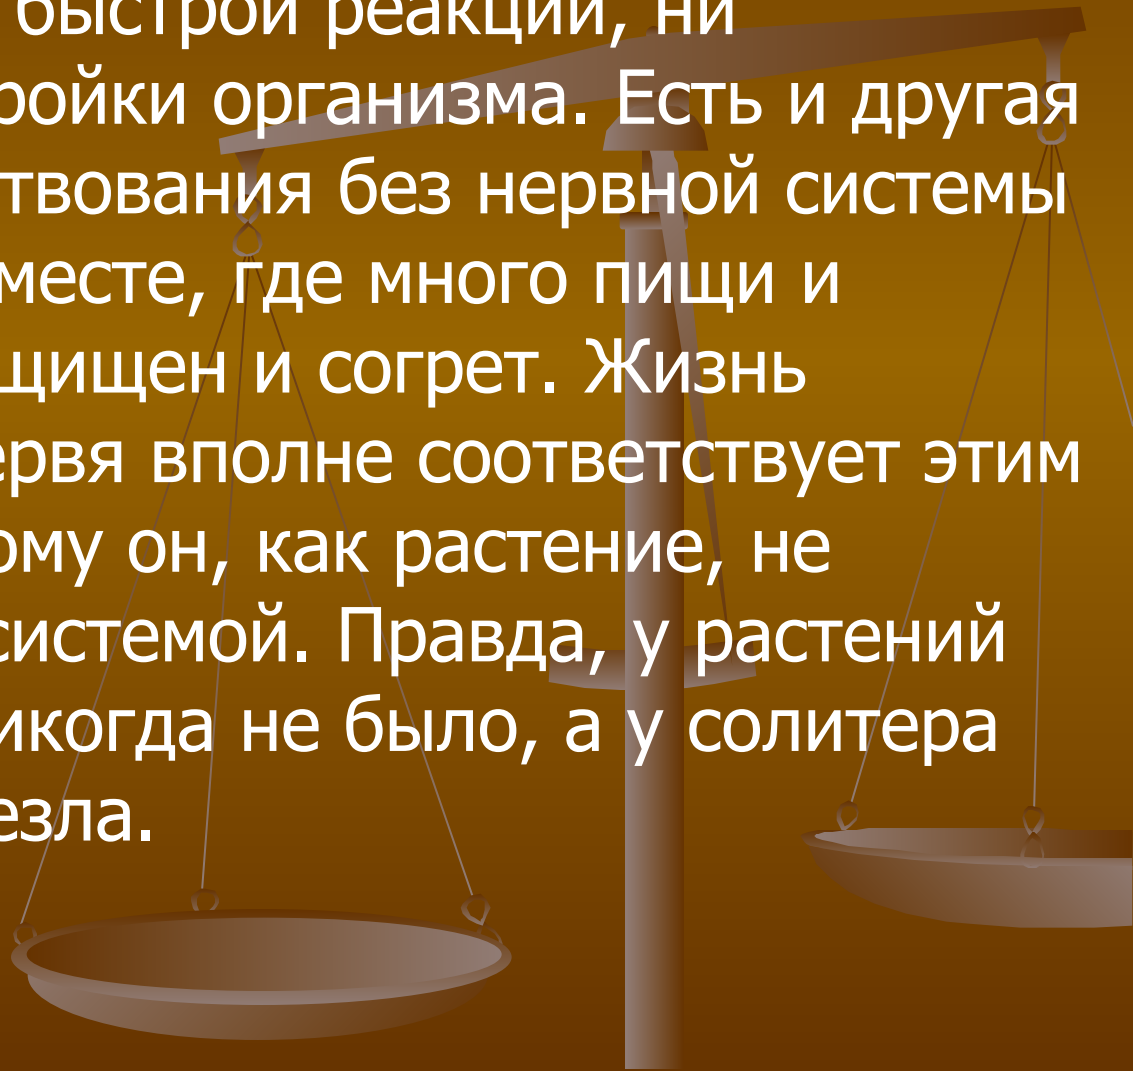 быстрой реакции, ни
ройки организма. Есть и другая
ствования без нервной системы
месте, где много пищи и
щищен и согрет. Жизнь
ервя вполне соответствует этим
ому он, как растение, не
системой. Правда, у растений
икогда не было, а у солитера
езла.